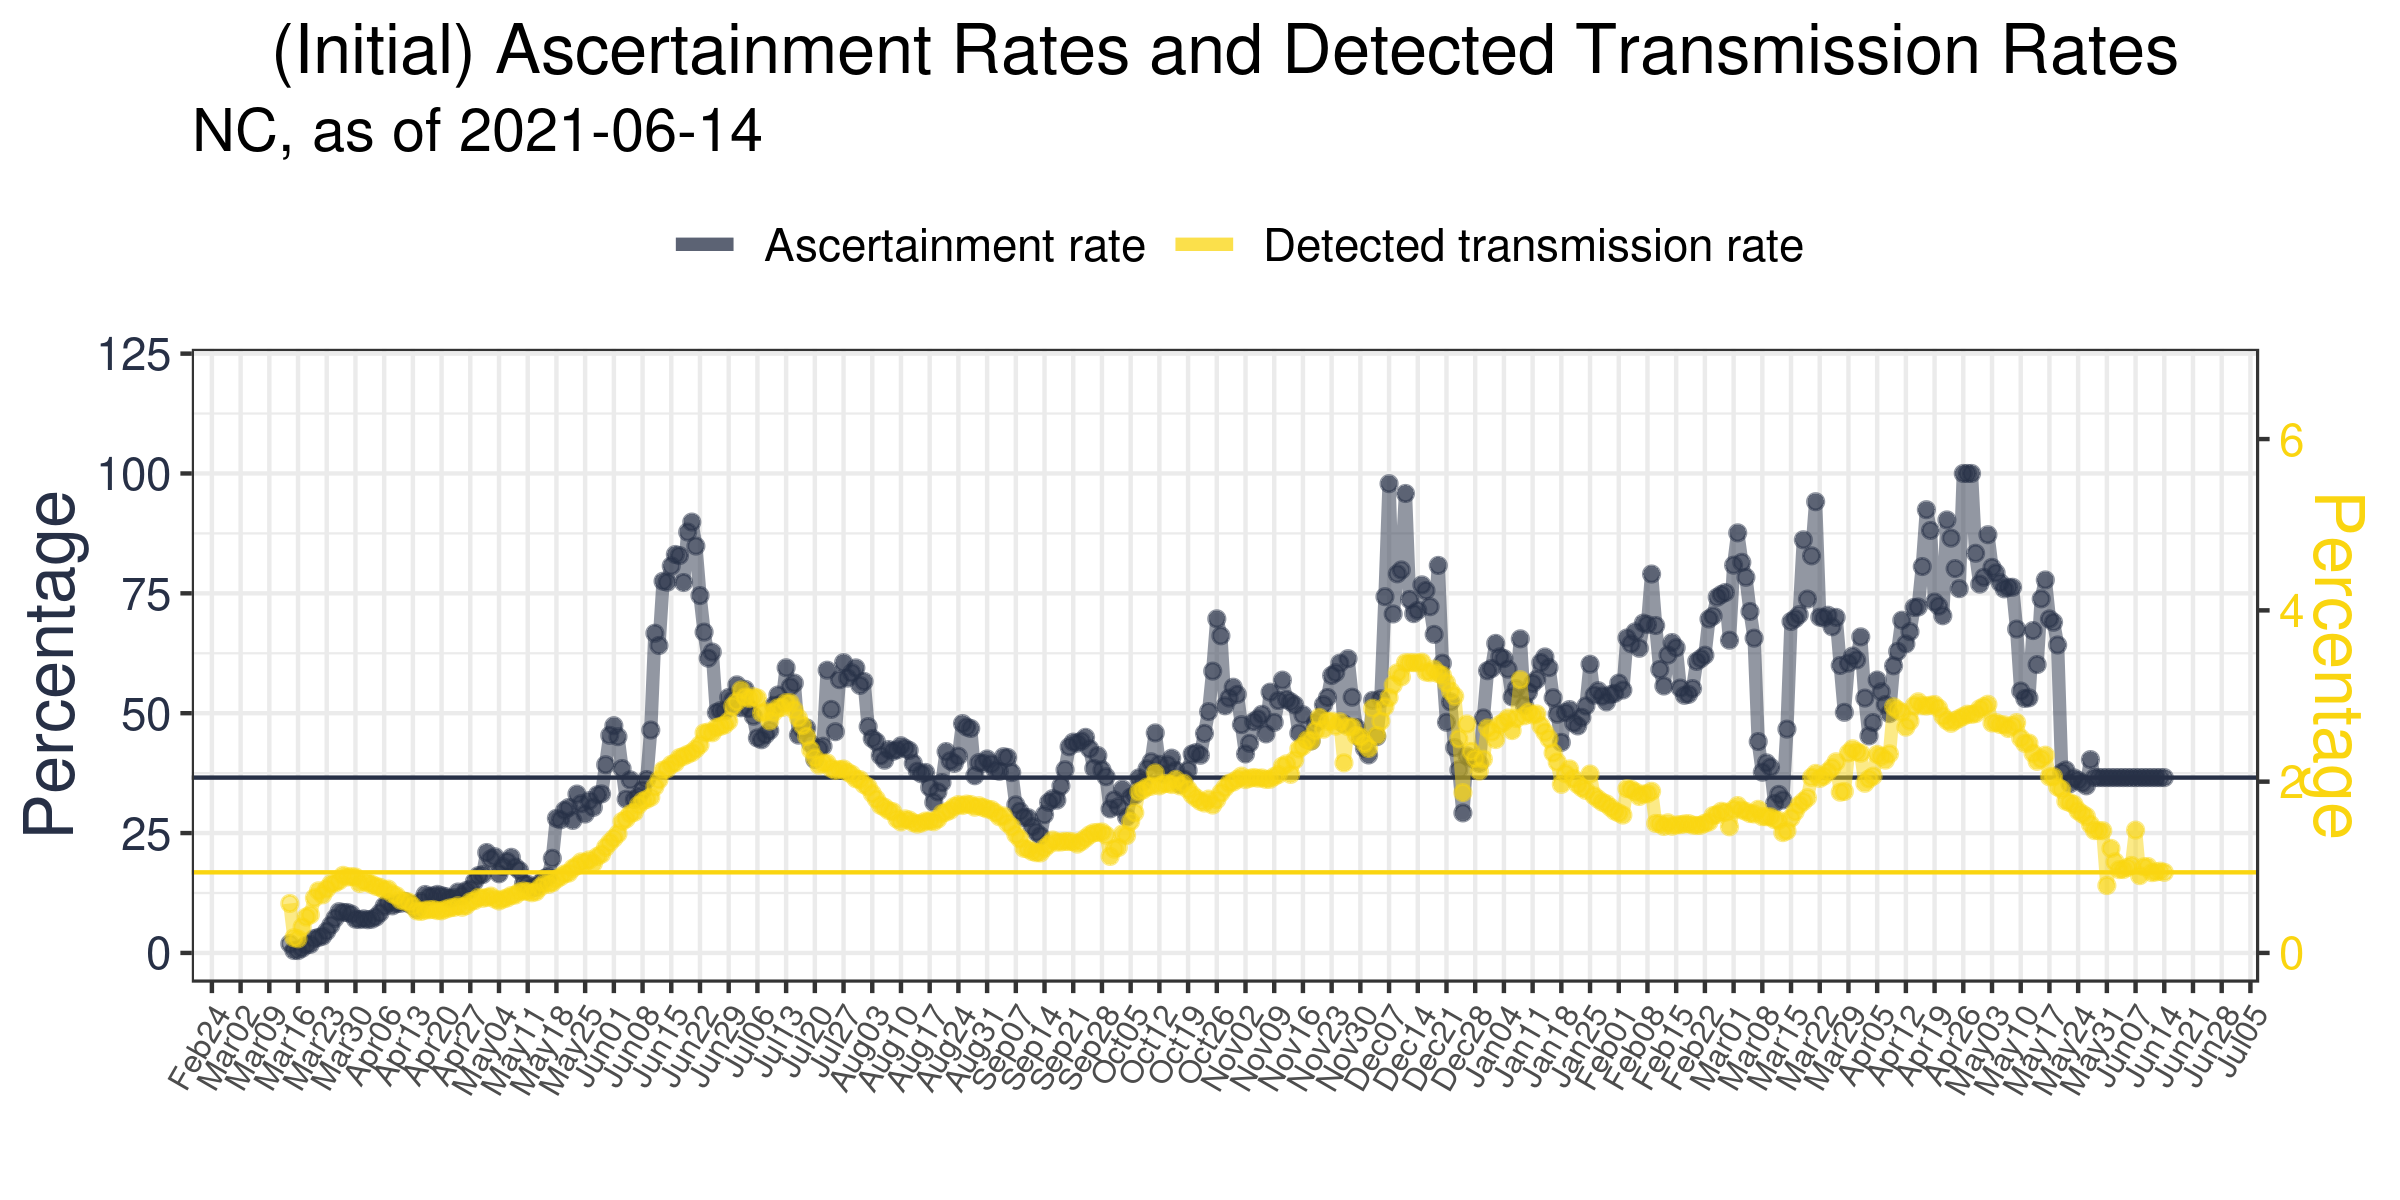 (Initial) Ascertainment Rates and Detected Transmission Rates
NC, as of 2021-06-14
Ascertainment rate
Detected transmission rate
125
100
75
50
25
0
Percentage
6
4
2
0
Percentage
Feb24
Mar02
Mar09
Mar16
Mar23
Mar30
Apr06
Apr13
Apr20
Apr27
May04
May11
May18
May25
Jun01
Jun08
Jun15
Jun22
Jun29
Jul06
Jul13
Jul20
Jul27
Aug03
Aug10
Aug17
Aug24
Aug31
Sep07
Sep14
Sep21
Sep28
Oct05
Oct12
Oct19
Oct26
Nov02
Nov09
Nov16
Nov23
Nov30
Dec07
Dec14
Dec21
Dec28
Jan04
Jan11
Jan18
Jan25
Feb01
Feb08
Feb15
Feb22
Mar01
Mar08
Mar15
Mar22
Mar29
Apr05
Apr12
Apr19
Apr26
May03
May10
May17
May24
May31
Jun07
Jun14
Jun21
Jun28
Jul05